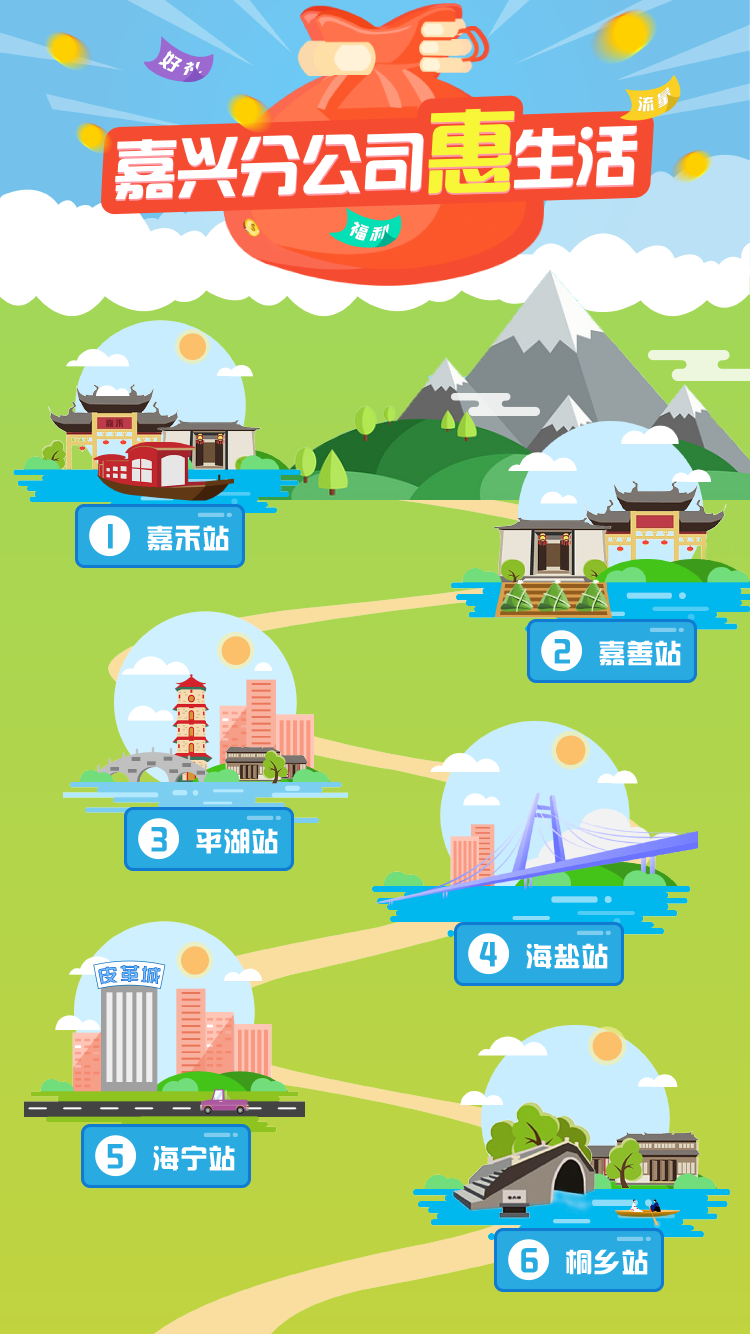 好礼
流量
嘉兴分公司惠生活
福利
嘉禾
1 嘉禾站
2 嘉善站
3 平湖站
4 海盐站
皮革城
5 海宁站
6 桐乡站